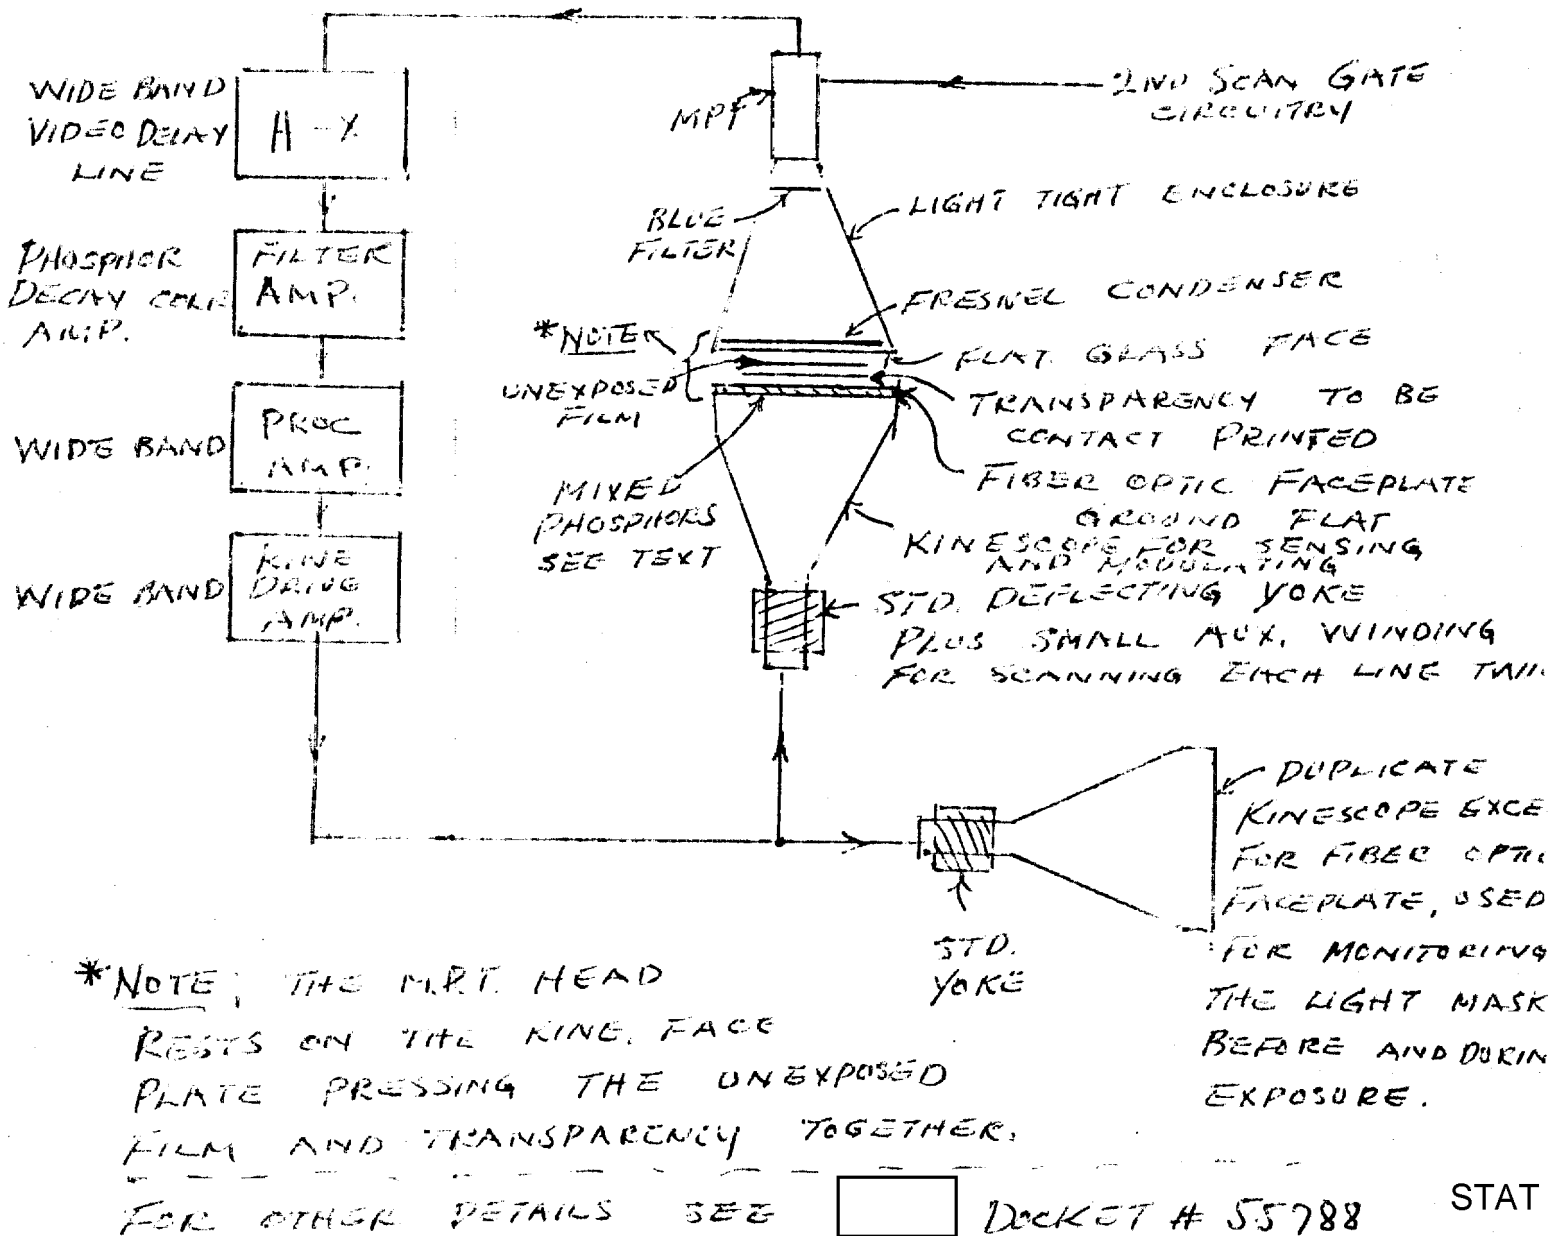 WIDE BAND
VIDEO DELAY
LINE
H - X
MPT
2ND SCAN GATE
CIRCUITRY
BLUE
FILTER
LIGHT TIGHT ENCLOSURE
PHOSPHOR
DECAY CORR
AMP.
FILTER
AMP.
FRESNEL CONDENSER
*NOTE
FLAT GLASS FACE
UNEXPOSED
FILM
TRANSPARENCY TO BE
CONTACT PRINTED
WIDE BAND
PROC
AMP.
MIXED
PHOSPHORS
SEE TEXT
FIBER OPTIC FACEPLATE
GROUND FLAT
KINESCOPE FOR SENSING
AND MODULATING
WIDE BAND
KINE
DRIVE
AMP.
STD. DEFLECTING YOKE
PLUS SMALL AUX. WINDING
FOR SCANNING EACH LINE TWIC
DUPLICATE
KINESCOPE EXCE
FOR FIBER OPTIC
FACEPLATE, USED
FOR MONITORING
THE LIGHT MASK
BEFORE AND DURIN
EXPOSURE.
STD.
YOKE
*NOTE; THE M.P.T. HEAD
RESTS ON THE KINE. FACE
PLATE PRESSING THE UNEXPOSED
FILM AND TRANSPARENCY TOGETHER.
FOR OTHER DETAILS SEE DOCKET # 55788
STAT